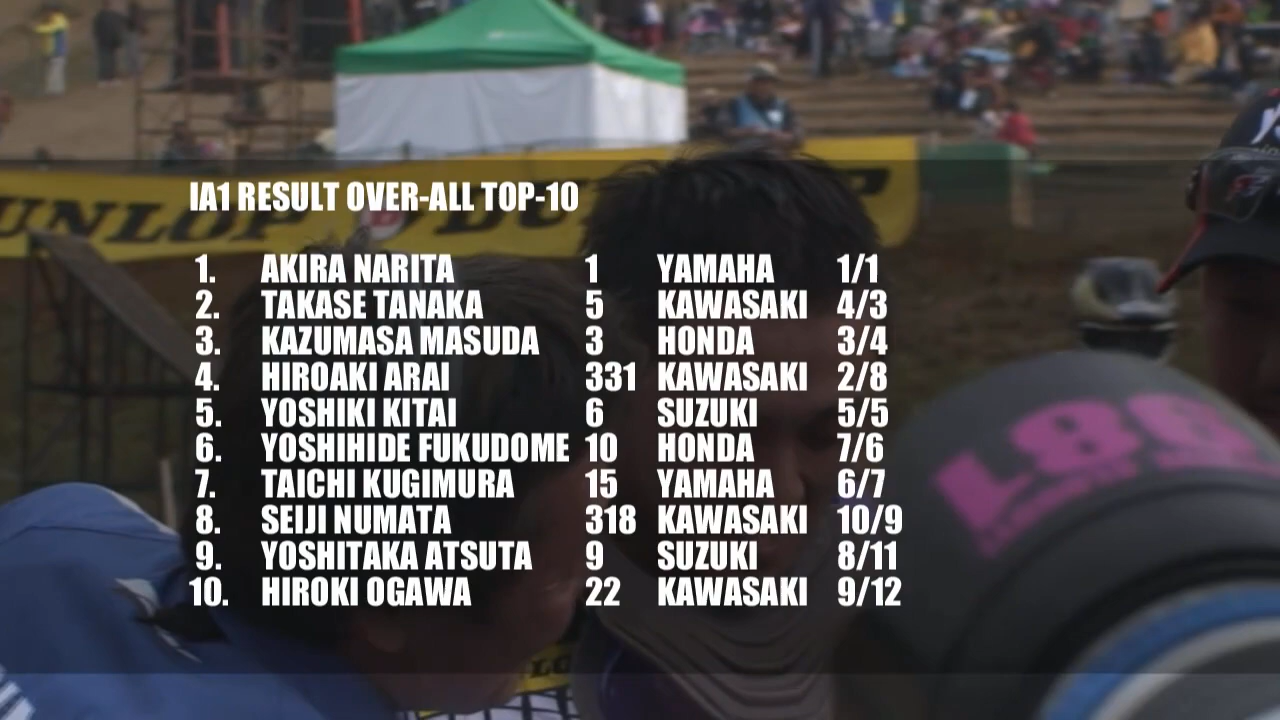 IA1 RESULT OVER-ALL TOP-10
1. AKIRA NARITA 1 YAMAHA 1/1
2. TAKASE TANAKA 5 KAWASAKI 4/3
3. KAZUMASA MASUDA 3 HONDA 3/4
4. HIROAKI ARAI 331 KAWASAKI 2/8
5. YOSHIKI KITAI 6 SUZUKI 5/5
6. YOSHIHIDE FUKUDOME 10 HONDA 7/6
7. TAICHI KUGIMURA 15 YAMAHA 6/7
8. SEIJI NUMATA 318 KAWASAKI 10/9
9. YOSHITAKA ATSUTA 9 SUZUKI 8/11
10. HIROKI OGAWA 22 KAWASAKI 9/12
UNLOP DU P